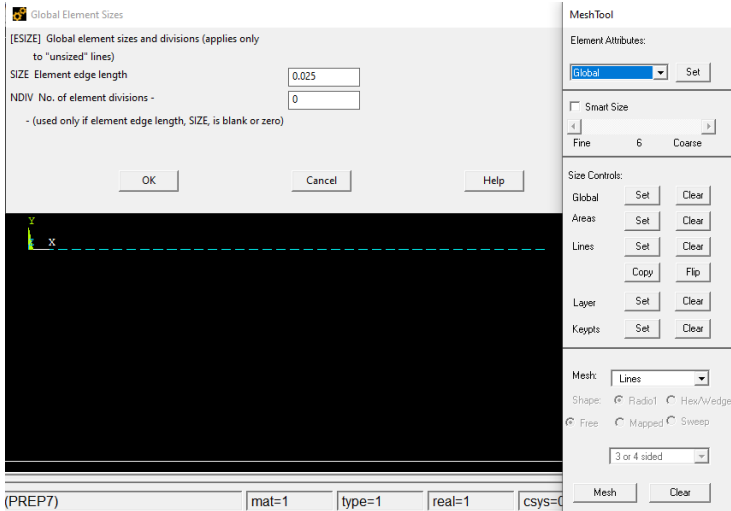 Global Element Sizes
[ESIZE] Global element sizes and divisions (applies only
to "unsized" lines)
SIZE Element edge length
0.025
NDIV No. of element divisions -
0
- (used only if element edge length, SIZE, is blank or zero)
OK
Cancel
Help
Y
X
(PREP7)
mat=1
type=1
real=1
csys=0
MeshTool
Element Attributes:
Global
Set
Smart Size
Fine
6
Coarse
Size Controls:
Global
Set
Clear
Areas
Set
Clear
Lines
Set
Clear
Copy
Flip
Layer
Set
Clear
Keypts
Set
Clear
Mesh:
Lines
Shape:
Radio1
Hex/Wedge
Free
Mapped
Sweep
3 or 4 sided
Mesh
Clear